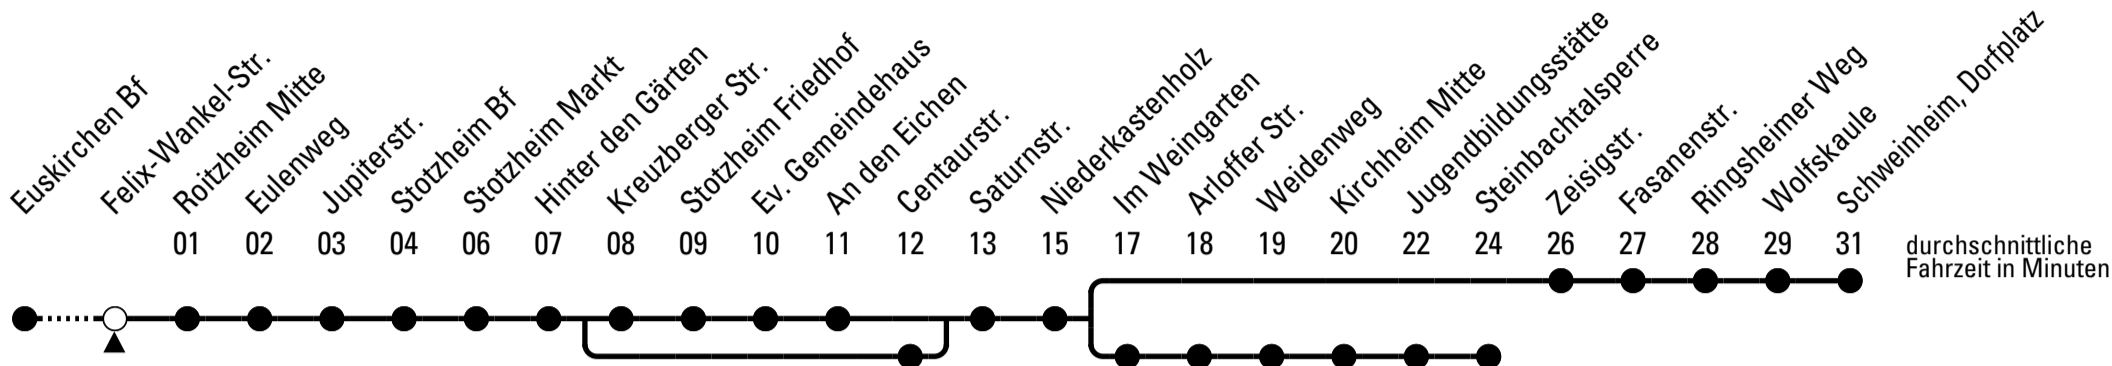 Euskirchen Bf
Felix-Wankel-Str.
Roitzheim Mitte
Eulenweg
Jupiterstr.
Stotzheim Bf
Stotzheim Markt
Hinter den Gärten
Kreuzberger Str.
Stotzheim Friedhof
Ev. Gemeindehaus
An den Eichen
Centaurstr.
Saturnstr.
Niederkastenholz
Im Weingarten
Arloffer Str.
Weidenweg
Kirchheim Mitte
Jugendbildungsstätte
Steinbachtalsperre
Zeisigstr.
Fasanenstr.
Ringsheimer Weg
Wolfskaule
Schweinheim, Dorfplatz
01 02 03 04 06 07 08 09 10 11 12 13 15 17 18 19 20 22 24 26 27 28 29 31
durchschnittliche
Fahrzeit in Minuten